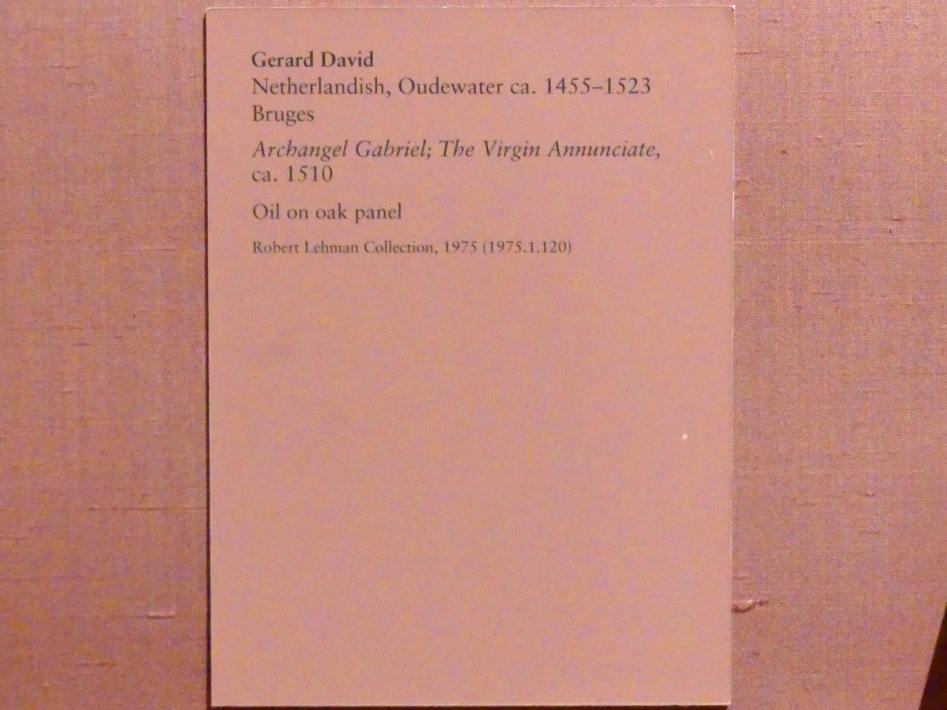 Gerard David
Netherlandish, Oudewater ca. 1455–1523
Bruges
Archangel Gabriel; The Virgin Annunciate,
ca. 1510
Oil on oak panel
Robert Lehman Collection, 1975 (1975.1.120)